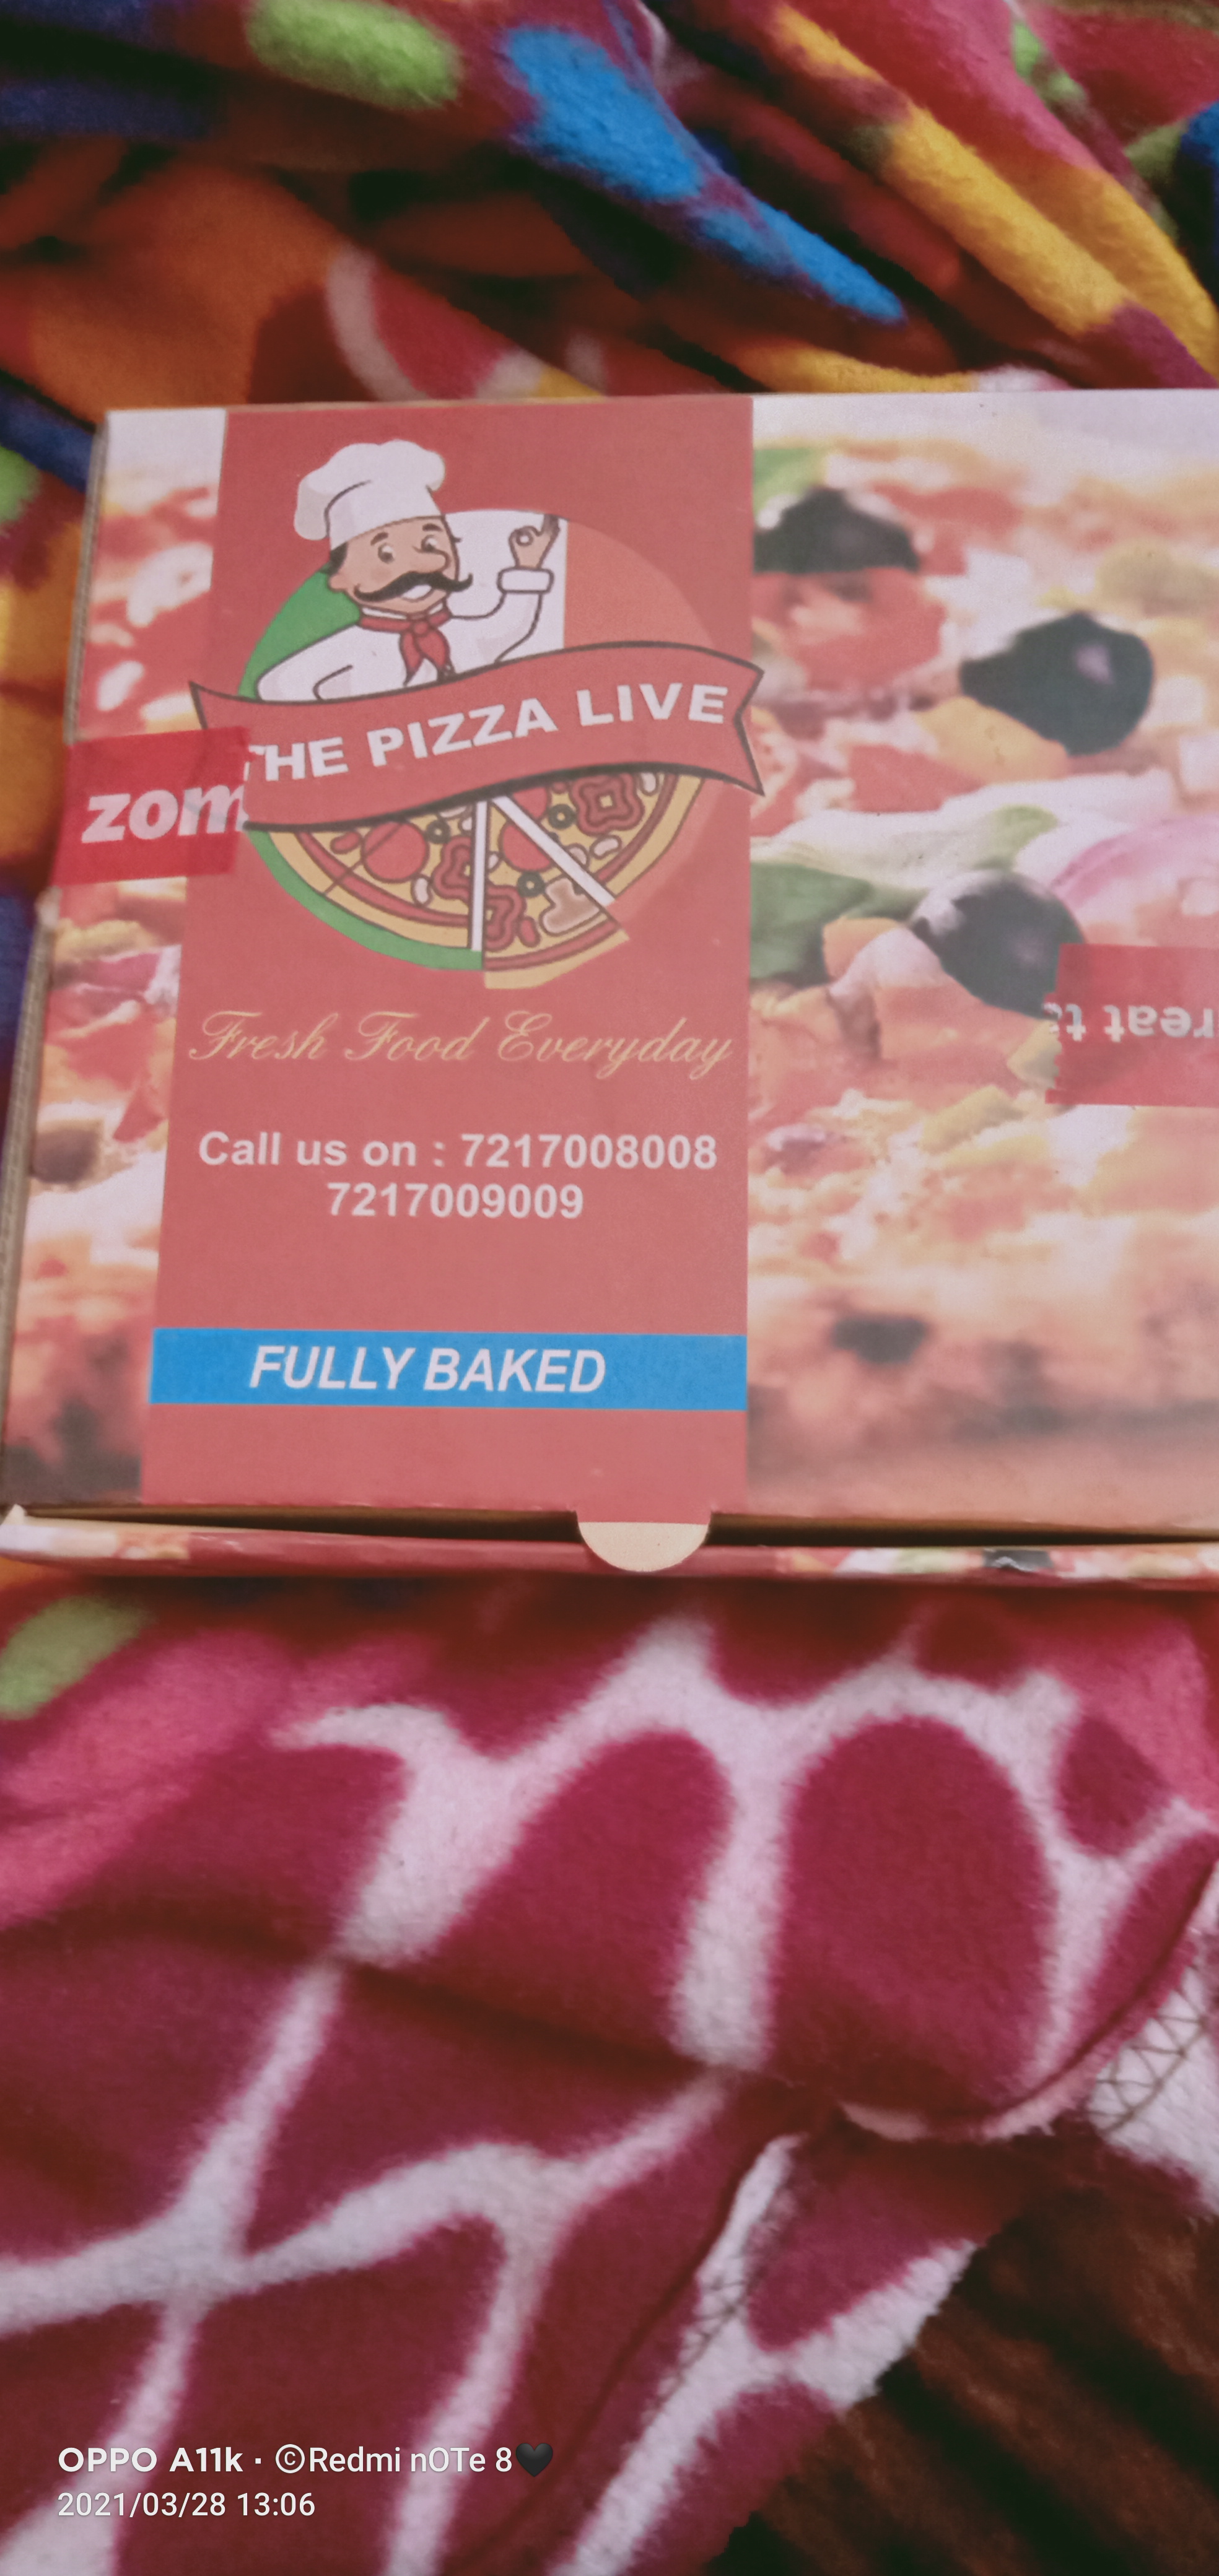 zom
THE PIZZA LIVE
Fresh Food Everyday
Call us on : 7217008008
7217009009
FULLY BAKED
reat t
OPPO A11k · ©Redmi nOTe 8🖤
2021/03/28 13:06